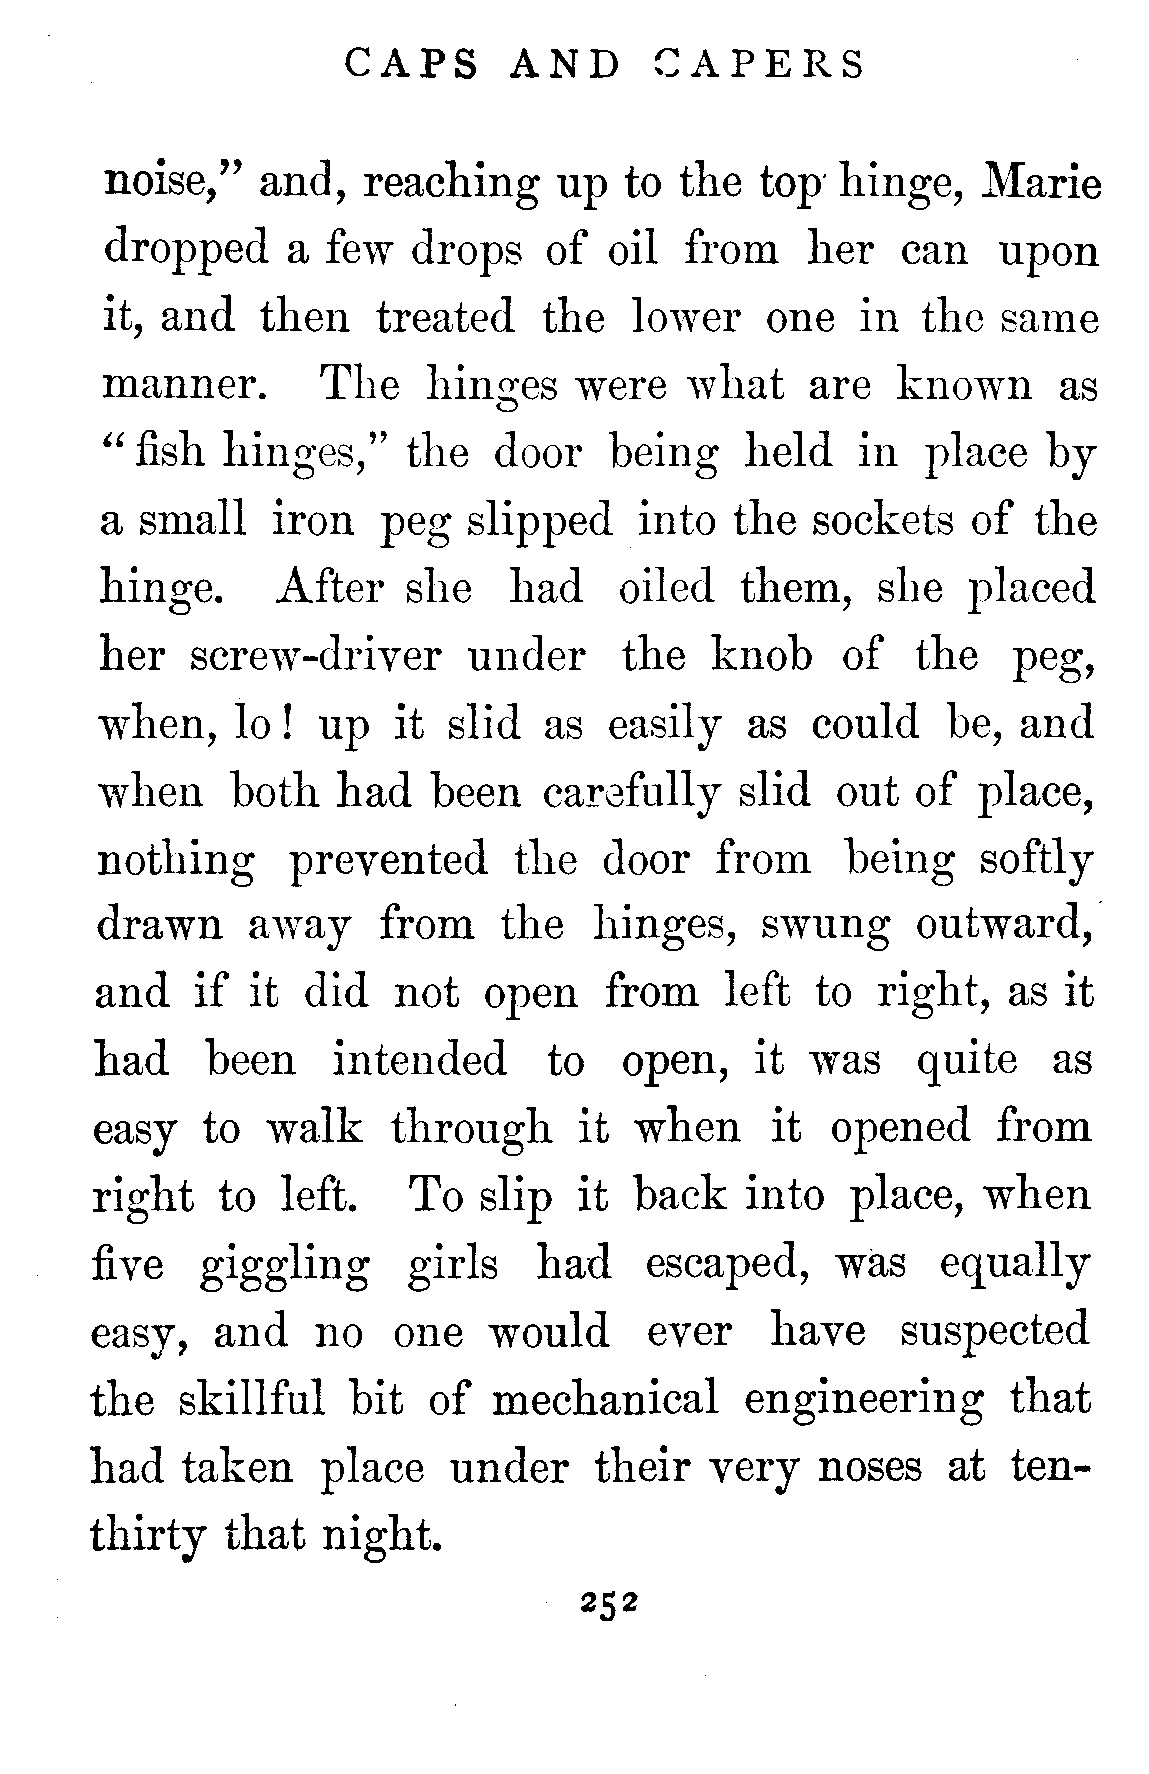 CAPS AND CAPERS
noise,” and, reaching up to the top hinge, Marie
dropped a few drops of oil from her can upon
it, and then treated the lower one in the same
manner. The hinges were what are known as
“ fish hinges,” the door being held in place by
a small iron peg slipped into the sockets of the
hinge. After she had oiled them, she placed
her screw-driver under the knob of the peg,
when, lo ! up it slid as easily as could be, and
when both had been carefully slid out of place,
nothing prevented the door from being softly
drawn away from the hinges, swung outward,
and if it did not open from left to right, as it
had been intended to open, it was quite as
easy to walk through it when it opened from
right to left. To slip it back into place, when
five giggling girls had escaped, was equally
easy, and no one would ever have suspected
the skillful bit of mechanical engineering that
had taken place under their very noses at ten-
thirty that night.
252